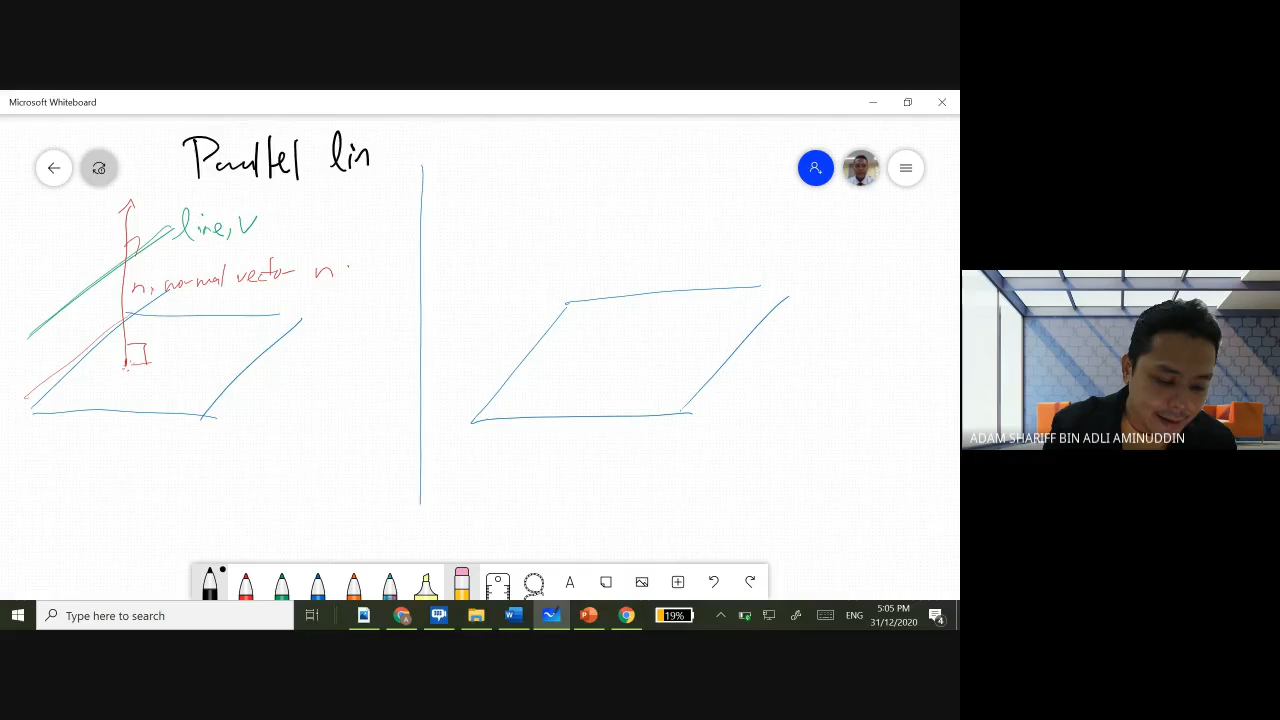 Microsoft Whiteboard
Parallel lin
line, v
n, normal vector n
ADAM SHARIFF BIN ADLI AMINUDDIN
A
Type here to search
19%
ENG
5:05 PM
31/12/2020
4